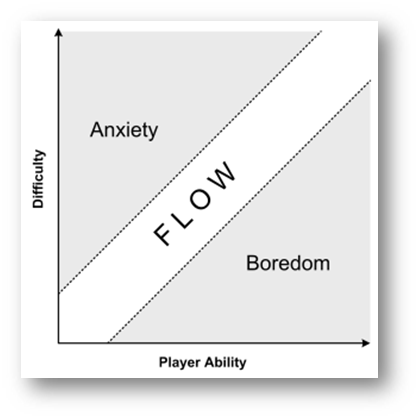 Anxiety
Difficulty
FLOW
Boredom
Player Ability